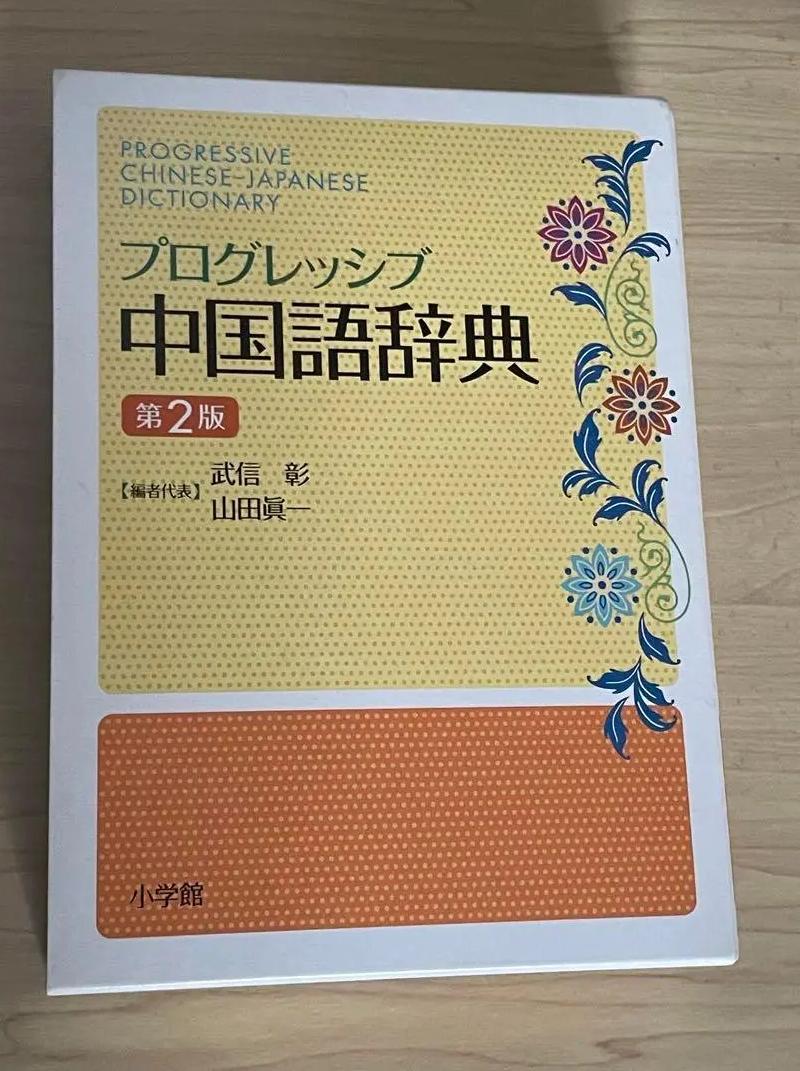 PROGRESSIVE
CHINESE-JAPANESE
DICTIONARY
プログレッシブ
中国語辞典
第2版
【編者代表】
武信 彰
山田眞一
小学館